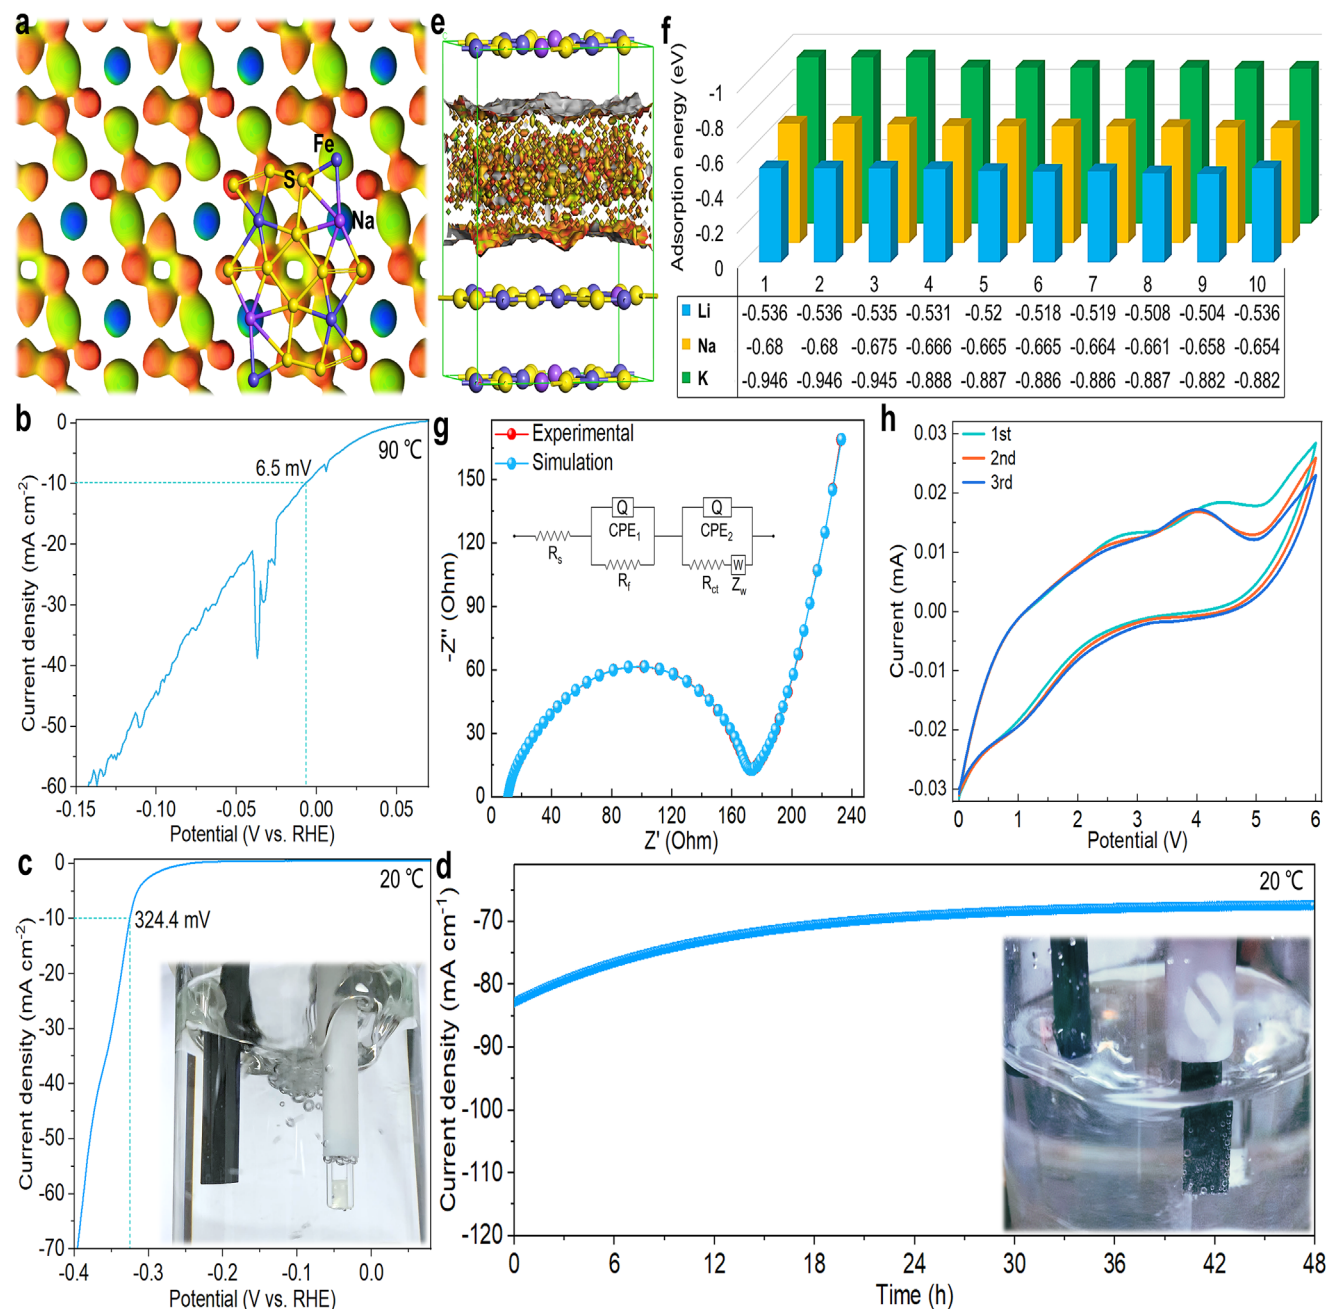 a
Fe
S
Na
e
f
Adsorption energy (eV)
-1
-0.8
-0.6
-0.4
-0.2
0
1 2 3 4 5 6 7 8 9 10
Li -0.536 -0.536 -0.535 -0.531 -0.52 -0.518 -0.519 -0.508 -0.504 -0.536
Na -0.68 -0.68 -0.675 -0.666 -0.665 -0.665 -0.664 -0.661 -0.658 -0.654
K -0.946 -0.946 -0.945 -0.888 -0.887 -0.886 -0.886 -0.887 -0.882 -0.882
b
90 ℃
6.5 mV
Current density (mA cm⁻²)
0
-10
-20
-30
-40
-50
-60
-0.15 -0.10 -0.05 0.00 0.05
Potential (V vs. RHE)
g
Experimental
Simulation
Q
CPE₁
Rₛ
R_f
Q
CPE₂
R_ct
W
Z_w
-Z'' (Ohm)
150
120
90
60
30
0
0 40 80 120 160 200 240
Z' (Ohm)
h
1st
2nd
3rd
Current (mA)
0.03
0.02
0.01
0.00
-0.01
-0.02
-0.03
0 1 2 3 4 5 6
Potential (V)
c
20 ℃
324.4 mV
Current density (mA cm⁻²)
0
-10
-20
-30
-40
-50
-60
-70
-0.4 -0.3 -0.2 -0.1 0.0
Potential (V vs. RHE)
d
20 ℃
Current density (mA cm⁻¹)
-70
-80
-90
-100
-110
-120
0 6 12 18 24 30 36 42 48
Time (h)